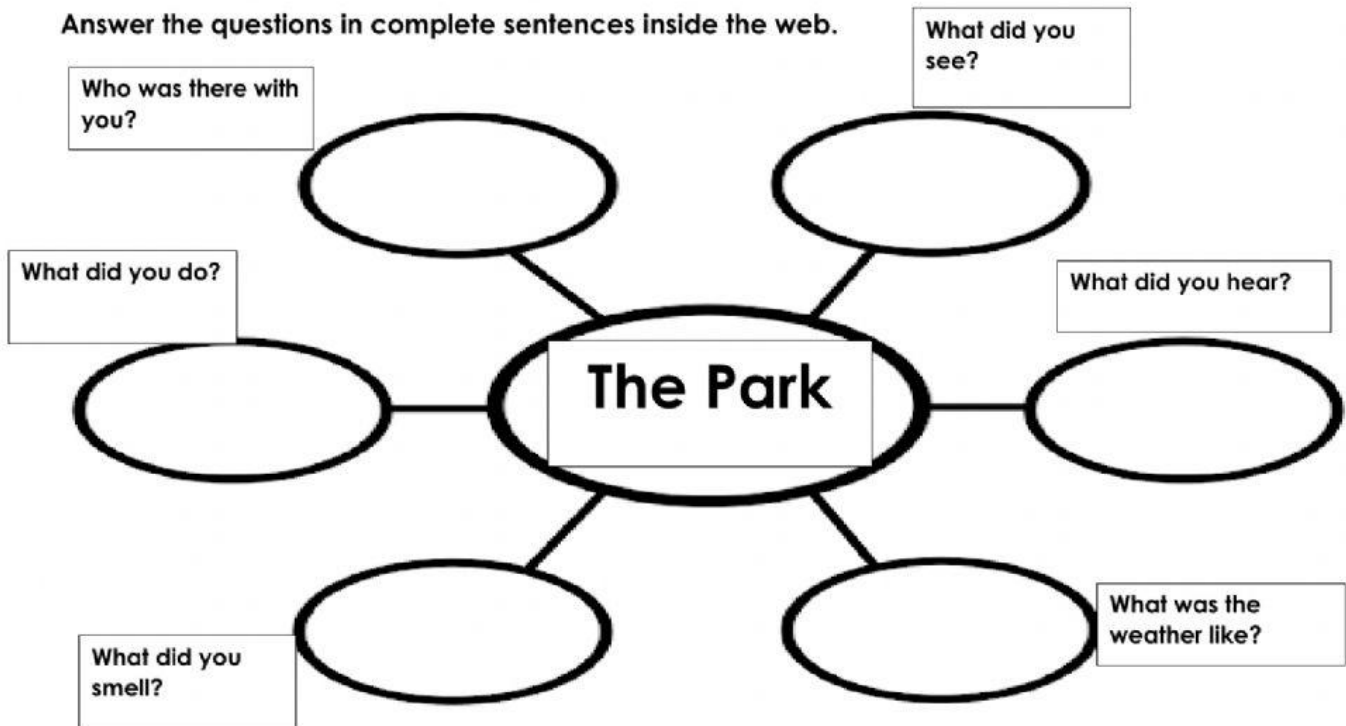 Answer the questions in complete sentences inside the web.
What did you
see?
Who was there with
you?
What did you do?
What did you hear?
The Park
What was the
weather like?
What did you
smell?